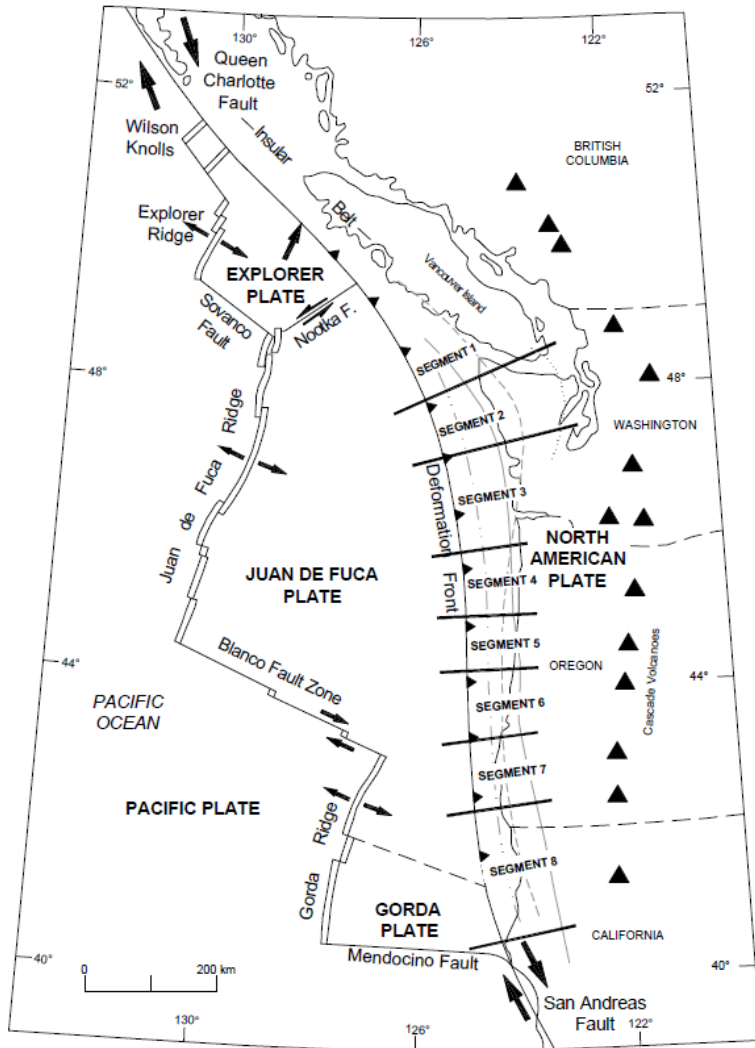 130°
126°
122°
52°
52°
Queen
Charlotte
Fault
Wilson
Knolls
Insular
Belt
BRITISH
COLUMBIA
Explorer
Ridge
EXPLORER
PLATE
Vancouver Island
Sovanco
Fault
Nootka F.
48°
48°
SEGMENT 1
SEGMENT 2
SEGMENT 3
SEGMENT 4
SEGMENT 5
SEGMENT 6
SEGMENT 7
SEGMENT 8
WASHINGTON
Juan de Fuca Ridge
Deformation Front
NORTH
AMERICAN
PLATE
JUAN DE FUCA
PLATE
Blanco Fault Zone
44°
44°
OREGON
Cascade Volcanoes
PACIFIC
OCEAN
PACIFIC PLATE
Gorda Ridge
GORDA
PLATE
CALIFORNIA
Mendocino Fault
40°
40°
0
200 km
San Andreas
Fault
130°
126°
122°